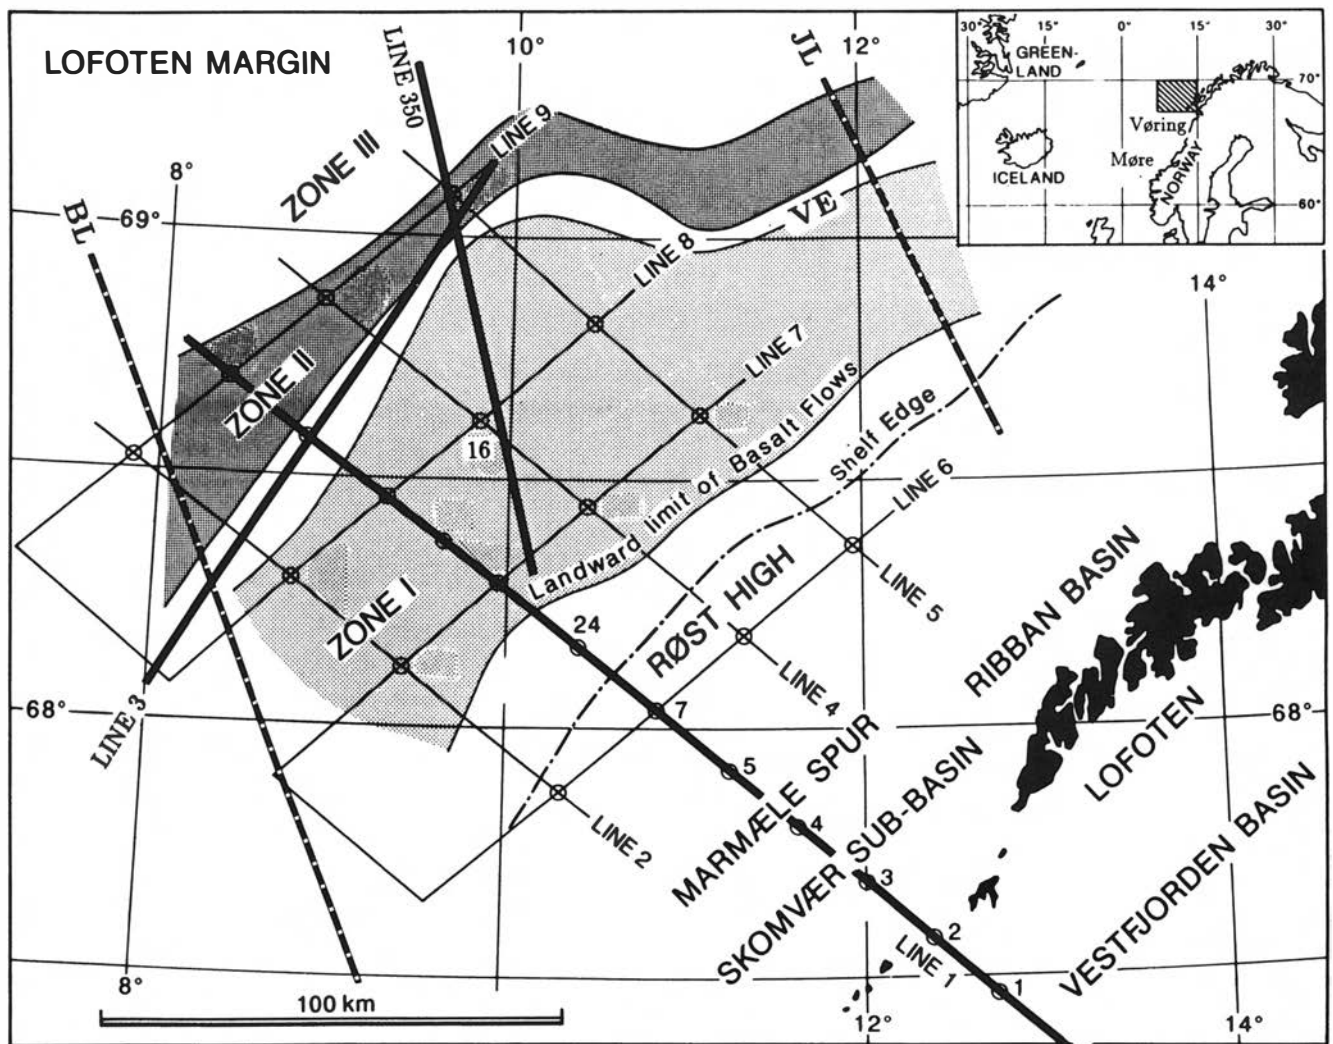 LOFOTEN MARGIN
LINE 350
10°
JL
12°
30°
15°
0°
15°
30°
GREEN-
LAND
70°
Vøring
Møre
NORWAY
ICELAND
60°
8°
ZONE III
LINE 9
BL
69°
VE
LINE 8
14°
ZONE II
LINE 7
16
Landward limit of Basalt Flows
Shelf Edge
LINE 6
ZONE I
RØST HIGH
LINE 5
RIBBAN BASIN
24
LINE 4
7
LINE 3
68°
68°
5
MARMÆLE SPUR
LOFOTEN
4
LINE 2
SKOMVÆR SUB-BASIN
3
VESTFJORDEN BASIN
2
LINE 1
1
8°
100 km
12°
14°